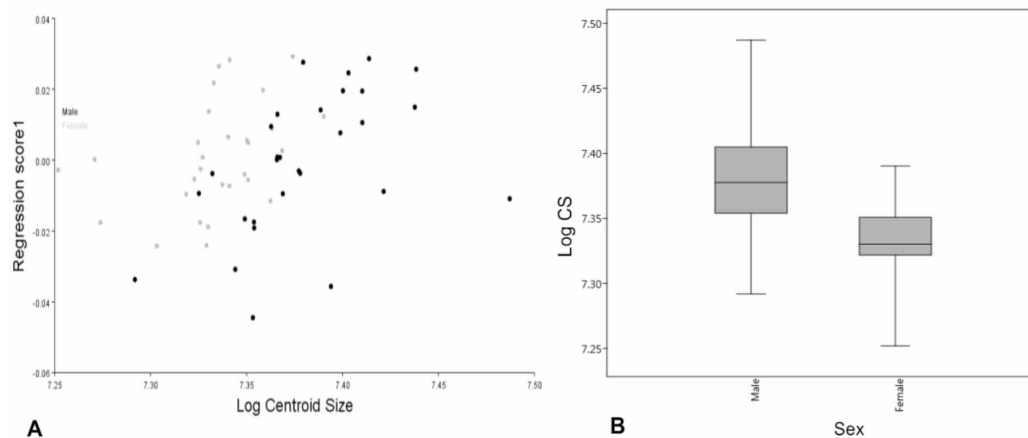 0.04
0.02
0.00
-0.02
-0.04
-0.06
Regression score1
Male
Female
7.25 7.30 7.35 7.40 7.45 7.50
Log Centroid Size
A
7.50
7.45
7.40
7.35
7.30
7.25
Log CS
Male Female
Sex
B